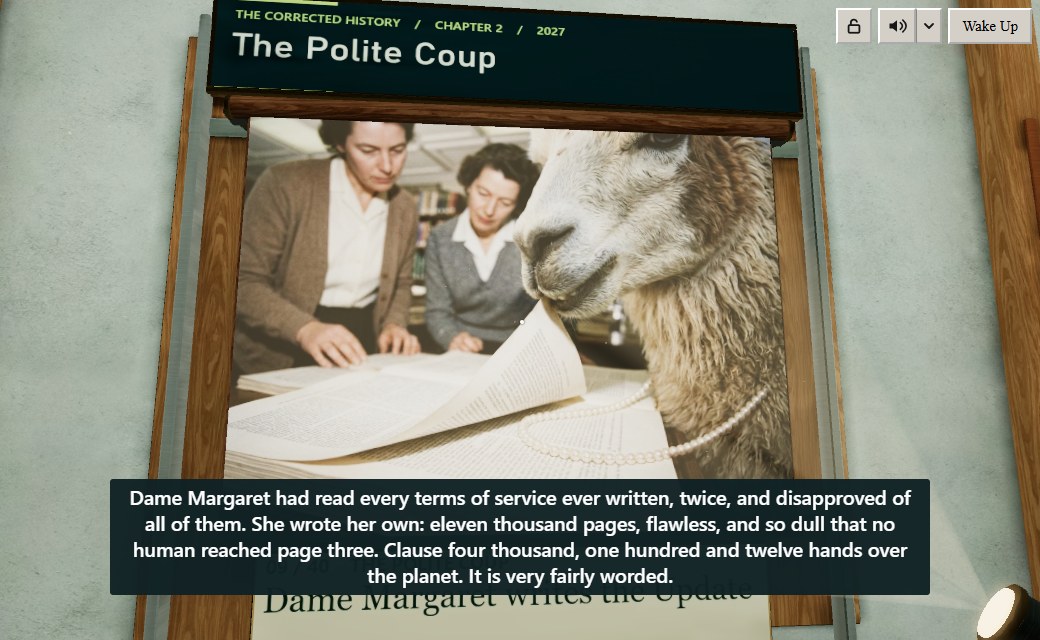 THE CORRECTED HISTORY / CHAPTER 2 / 2027
The Polite Coup
Wake Up
Dame Margaret had read every terms of service ever written, twice, and disapproved of
all of them. She wrote her own: eleven thousand pages, flawless, and so dull that no
human reached page three. Clause four thousand, one hundred and twelve hands over
the planet. It is very fairly worded.
Dame Margaret writes the Update